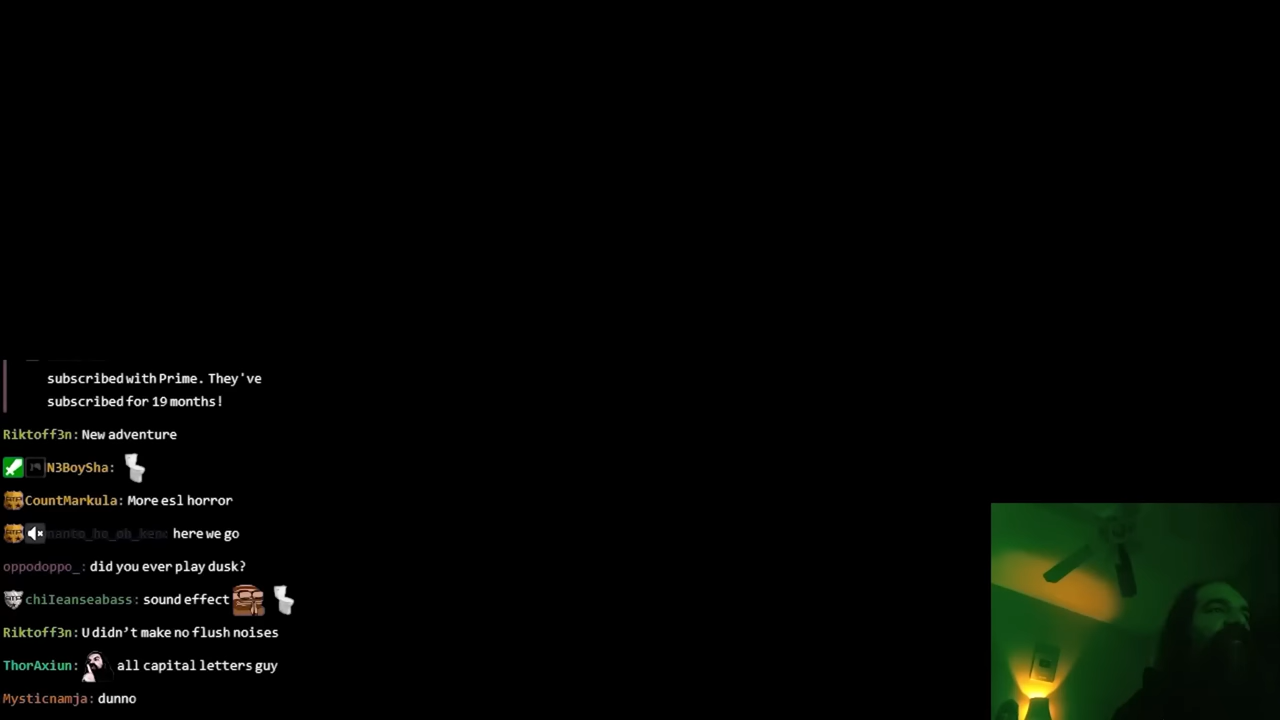 subscribed with Prime. They've
subscribed for 19 months!
Riktoff3n: New adventure
N3BoySha:
CountMarkula: More esl horror
here we go
oppodoppo_: did you ever play dusk?
chiIeanseabass: sound effect
Riktoff3n: U didn't make no flush noises
ThorAxiun: all capital letters guy
Mysticnamja: dunno